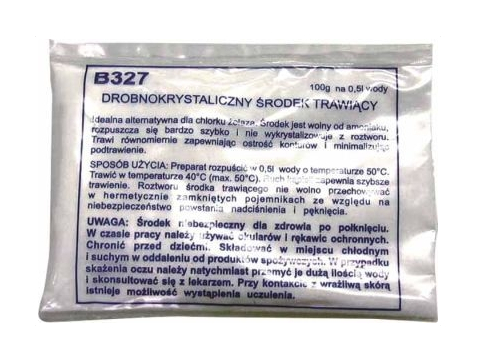 B327
100g na 0,5l wody
DROBNOKRYSTALICZNY ŚRODEK TRAWIĄCY
Idealna alternatywa dla chlorku żelaza. Środek jest wolny od amoniaku,
rozpuszcza się bardzo szybko i nie wykrystalizowuje z roztworu.
Trawi równomiernie zapewniając ostrość konturów i minimalizując
podtrawienie.
SPOSÓB UŻYCIA: Preparat rozpuścić w 0,5l wody o temperaturze 50°C.
Trawić w temperaturze 40°C (max. 50°C). Ruch kąpieli zapewnia szybsze
trawienie. Roztworu środka trawiącego nie wolno przechowywać
w hermetycznie zamkniętych pojemnikach ze względu na
niebezpieczeństwo powstania nadciśnienia i pęknięcia.
UWAGA: Środek niebezpieczny dla zdrowia po połknięciu.
W czasie pracy należy używać okularów i rękawic ochronnych.
Chronić przed dziećmi. Składować w miejscu chłodnym
i suchym w oddaleniu od produktów spożywczych. W przypadku
skażenia oczu należy natychmiast przemyć je dużą ilością wody
i skonsultować się z lekarzem. Przy kontakcie z wrażliwą skórą
istnieje możliwość wystąpienia uczulenia.